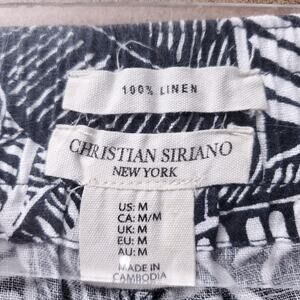 100% LINEN
CHRISTIAN SIRIANO
NEW YORK
US: M
CA: M/M
UK: M
EU: M
AU: M
MADE IN
CAMBODIA